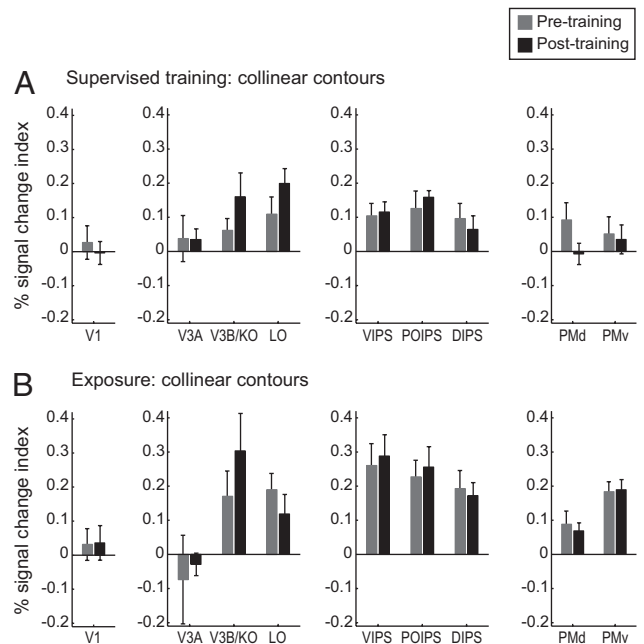 Pre-training
Post-training
A Supervised training: collinear contours
% signal change index
0.4 0.4 0.4 0.4
0.3 0.3 0.3 0.3
0.2 0.2 0.2 0.2
0.1 0.1 0.1 0.1
0 0 0 0
-0.1 -0.1 -0.1 -0.1
-0.2 -0.2 -0.2 -0.2
V1 V3A V3B/KO LO VIPS POIPS DIPS PMd PMv
B Exposure: collinear contours
% signal change index
0.4 0.4 0.4 0.4
0.3 0.3 0.3 0.3
0.2 0.2 0.2 0.2
0.1 0.1 0.1 0.1
0 0 0 0
-0.1 -0.1 -0.1 -0.1
-0.2 -0.2 -0.2 -0.2
V1 V3A V3B/KO LO VIPS POIPS DIPS PMd PMv